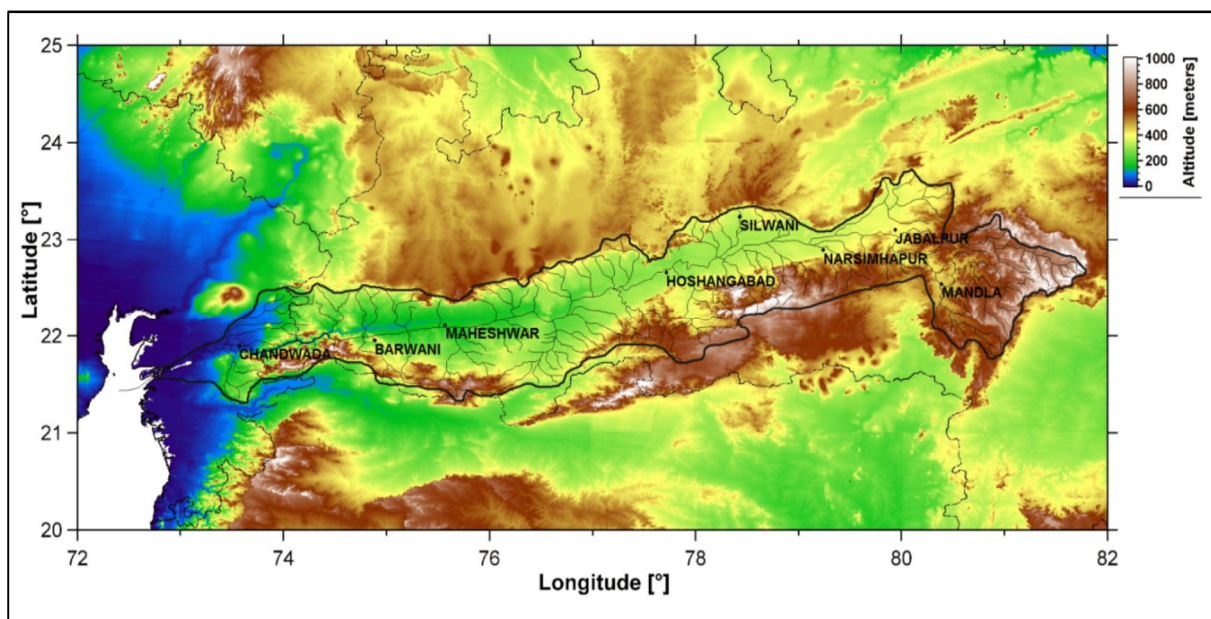 25
24
23
22
21
20
72
74
76
78
80
82
Latitude [°]
Longitude [°]
1000
800
600
400
200
0
Altitude [meters]
SILWANI
JABALPUR
NARSIMHAPUR
HOSHANGABAD
MANDLA
MAHESHWAR
BARWANI
CHANDWADA